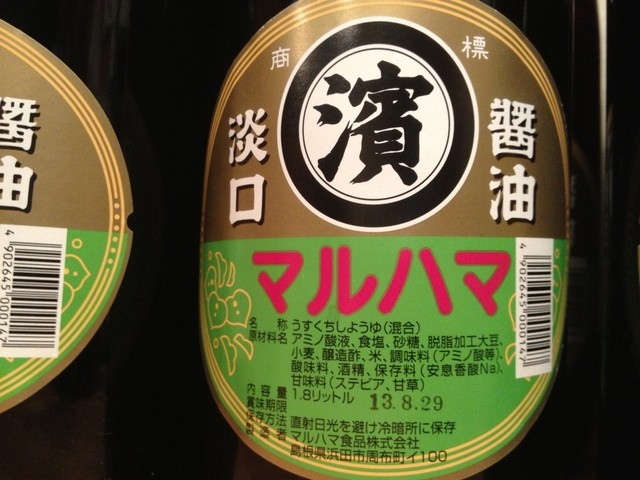 商標
濱
醤油
淡口
マルハマ
名　称 うすくちしょうゆ(混合)
原材料名 アミノ酸液、食塩、砂糖、脱脂加工大豆、
小麦、醸造酢、米、調味料(アミノ酸等)、
酸味料、酒精、保存料(安息香酸Na)、
甘味料(ステビア、甘草)
内容量 1.8リットル
賞味期限 13.8.29
保存方法 直射日光を避け冷暗所に保存
製造者 マルハマ食品株式会社
島根県浜田市周布町イ100
4 902645 000147
醤油
4 902645 000147